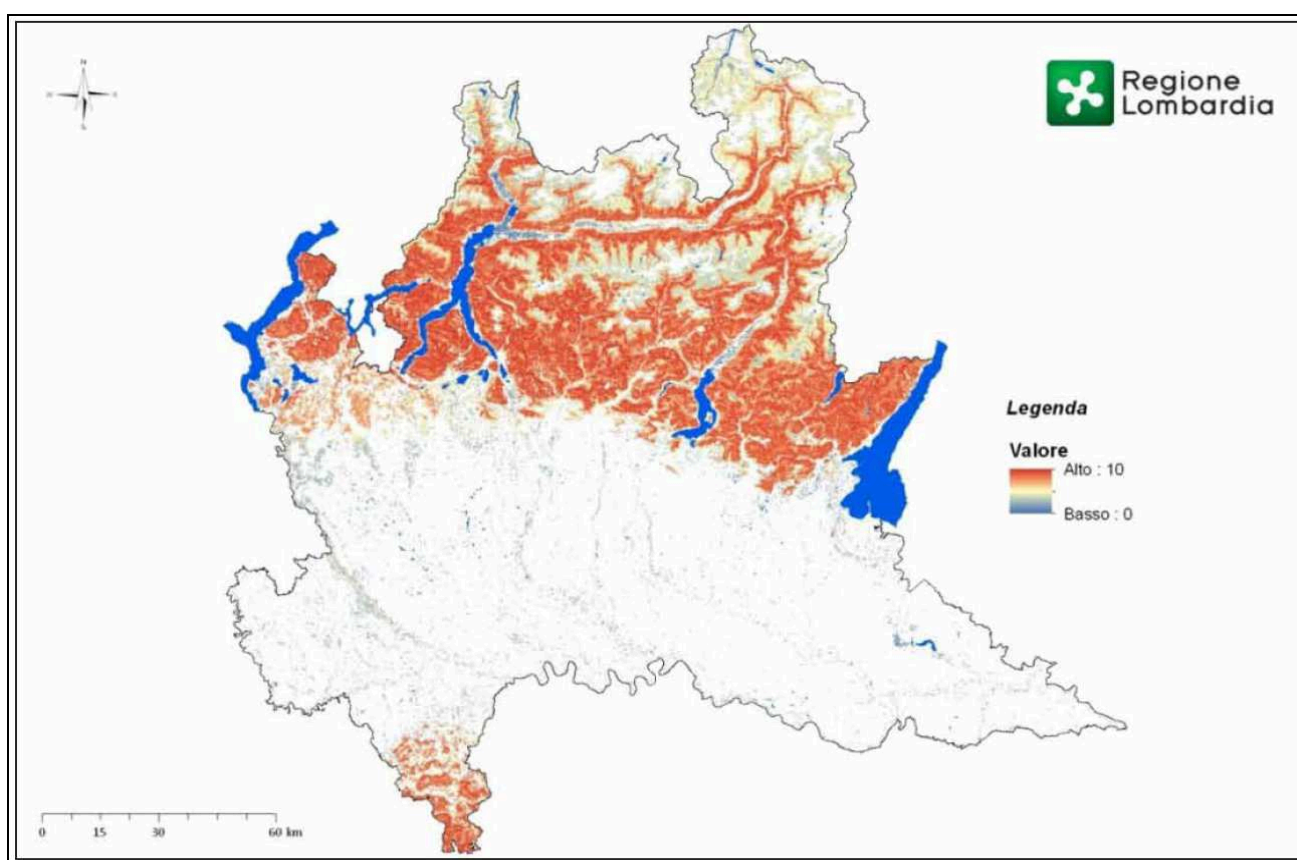 N
W
E
S
Regione
Lombardia
Legenda
Valore
Alto : 10
Basso : 0
0
15
30
60 km